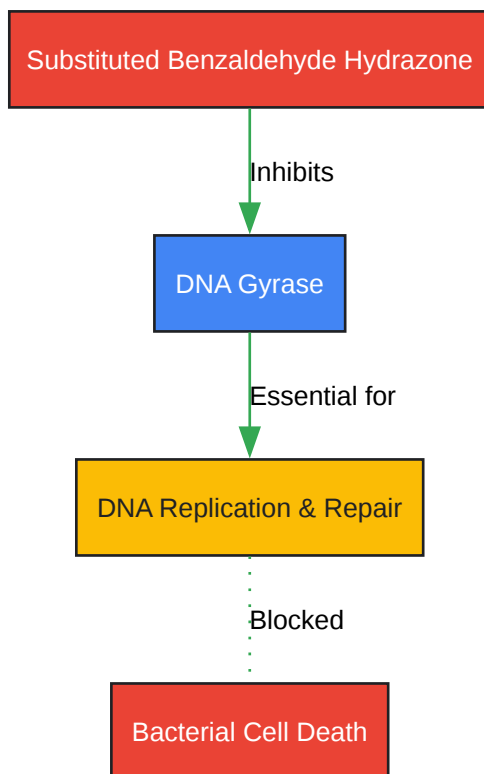 Substituted Benzaldehyde Hydrazone
Inhibits
DNA Gyrase
Essential for
DNA Replication & Repair
Blocked
Bacterial Cell Death